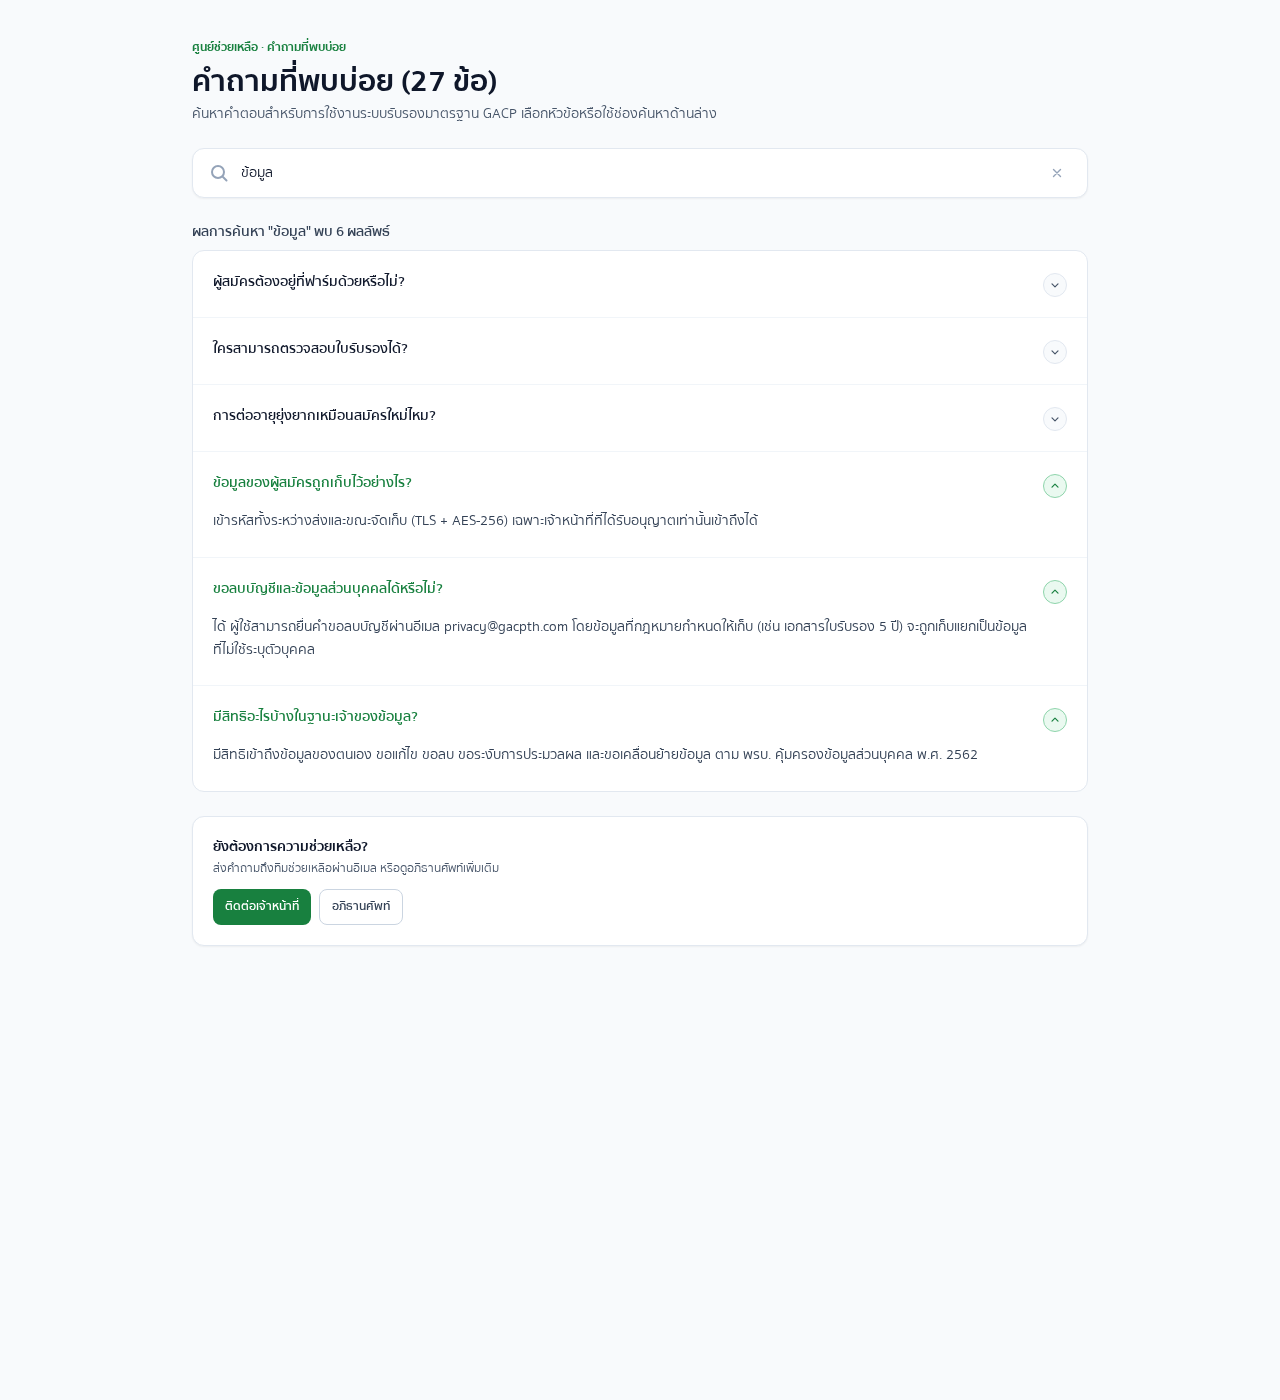 ศูนย์ช่วยเหลือ · คำถามที่พบบ่อย
คำถามที่พบบ่อย (27 ข้อ)
ค้นหาคำตอบสำหรับการใช้งานระบบรับรองมาตรฐาน GACP เลือกหัวข้อหรือใช้ช่องค้นหาด้านล่าง
ข้อมูล
ผลการค้นหา "ข้อมูล" พบ 6 ผลลัพธ์
ผู้สมัครต้องอยู่ที่ฟาร์มด้วยหรือไม่?
ใครสามารถตรวจสอบใบรับรองได้?
การต่ออายุยุ่งยากเหมือนสมัครใหม่ไหม?
ข้อมูลของผู้สมัครถูกเก็บไว้อย่างไร?
เข้ารหัสทั้งระหว่างส่งและขณะจัดเก็บ (TLS + AES-256) เฉพาะเจ้าหน้าที่ที่ได้รับอนุญาตเท่านั้นเข้าถึงได้
ขอลบบัญชีและข้อมูลส่วนบุคคลได้หรือไม่?
ได้ ผู้ใช้สามารถยื่นคำขอลบบัญชีผ่านอีเมล privacy@gacpth.com โดยข้อมูลที่กฎหมายกำหนดให้เก็บ (เช่น เอกสารใบรับรอง 5 ปี) จะถูกเก็บแยกเป็นข้อมูล
ที่ไม่ใช้ระบุตัวบุคคล
มีสิทธิอะไรบ้างในฐานะเจ้าของข้อมูล?
มีสิทธิเข้าถึงข้อมูลของตนเอง ขอแก้ไข ขอลบ ขอระงับการประมวลผล และขอเคลื่อนย้ายข้อมูล ตาม พรบ. คุ้มครองข้อมูลส่วนบุคคล พ.ศ. 2562
ยังต้องการความช่วยเหลือ?
ส่งคำถามถึงทีมช่วยเหลือผ่านอีเมล หรือดูอภิธานศัพท์เพิ่มเติม
ติดต่อเจ้าหน้าที่
อภิธานศัพท์